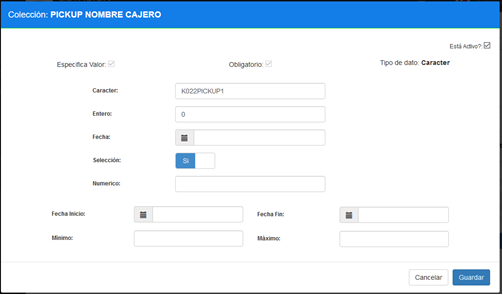 Colección: PICKUP NOMBRE CAJERO
Está Activo?:
Especifica Valor:
Obligatorio:
Tipo de dato: Caracter
Caracter:
K022PICKUP1
Entero:
0
Fecha:
Selección:
Si
Numerico:
Fecha Inicio:
Fecha Fin:
Mínimo:
Máximo:
Cancelar
Guardar